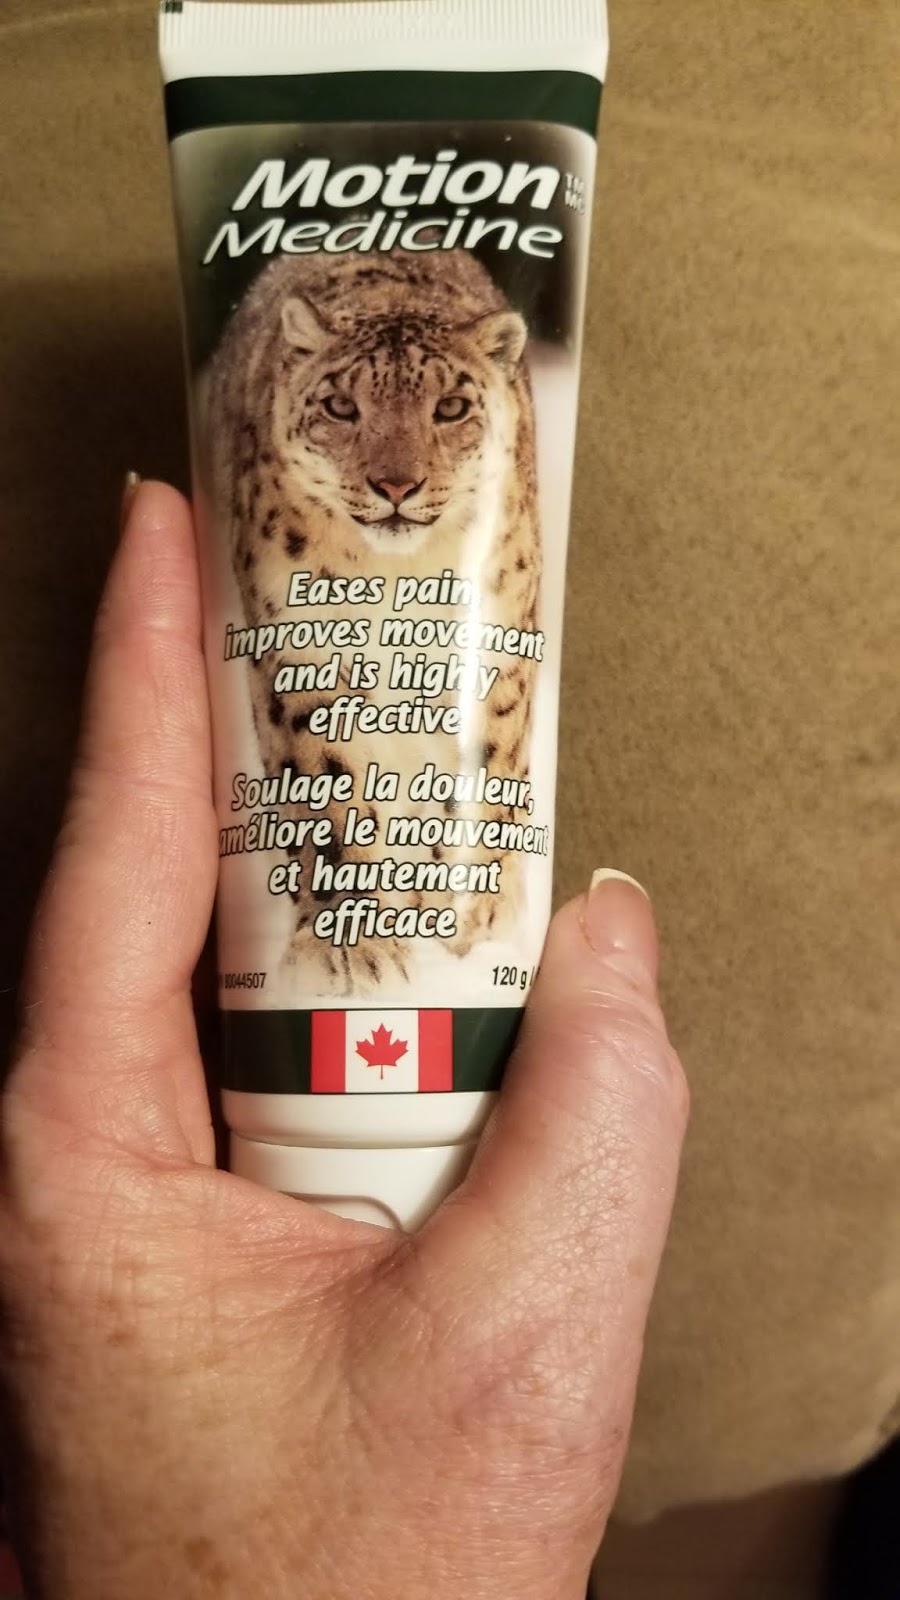 Motion TM
MC
Medicine
Eases pain,
improves movement
and is highly
effective
Soulage la douleur,
améliore le mouvement
et hautement
efficace
80044507
120 g /